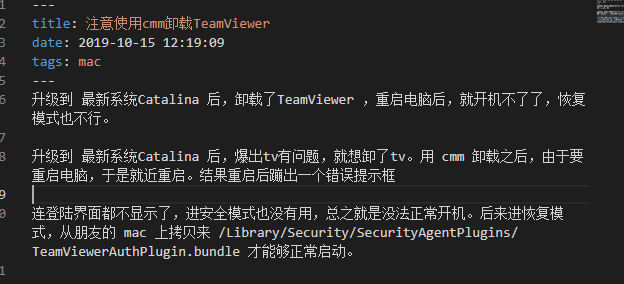 1 ---
2 title: 注意使用cmm卸载TeamViewer
3 date: 2019-10-15 12:19:09
4 tags: mac
5 ---
6 升级到 最新系统Catalina 后，卸载了TeamViewer ，重启电脑后，就开机不了了，恢复
模式也不行。
7
8 升级到 最新系统Catalina 后，爆出tv有问题，就想卸了tv。用 cmm 卸载之后，由于要
重启电脑，于是就近重启。结果重启后蹦出一个错误提示框
9
0 连登陆界面都不显示了，进安全模式也没有用，总之就是没法正常开机。后来进恢复模
式，从朋友的 mac 上拷贝来 /Library/Security/SecurityAgentPlugins/
TeamViewerAuthPlugin.bundle 才能够正常启动。
1